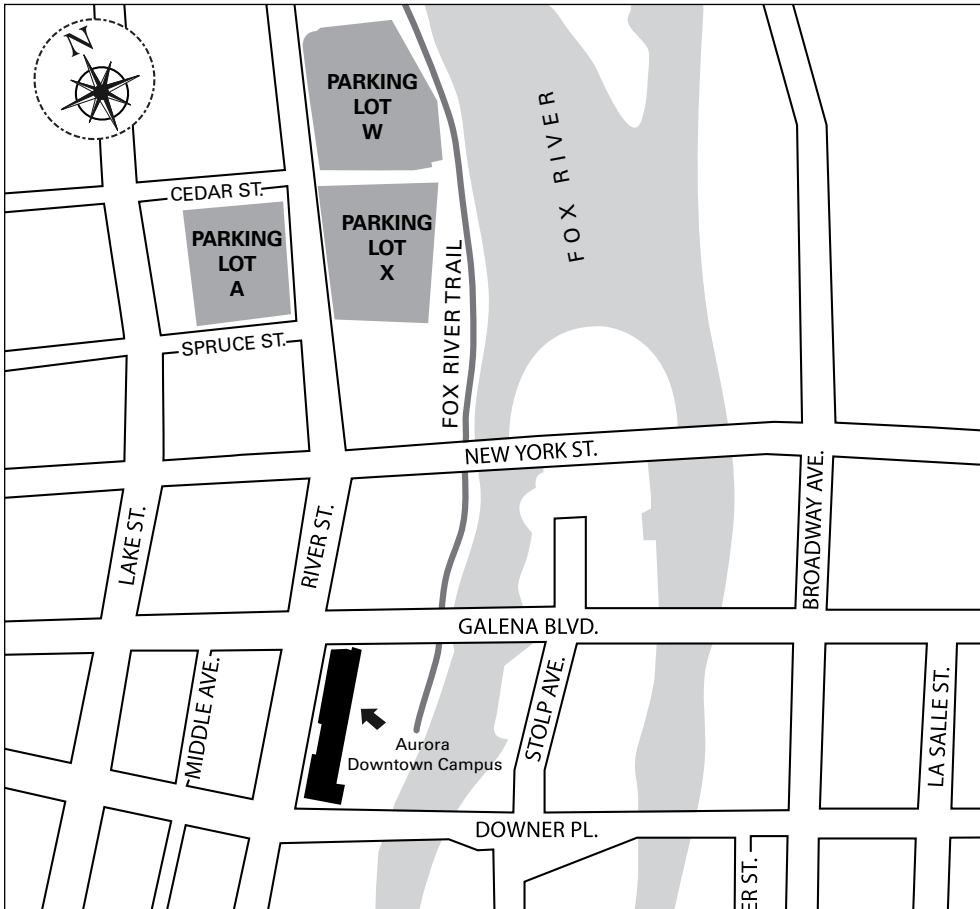 N
PARKING
LOT
W
FOX RIVER
CEDAR ST.
PARKING
LOT
A
PARKING
LOT
X
FOX RIVER TRAIL
SPRUCE ST.
NEW YORK ST.
LAKE ST.
RIVER ST.
BROADWAY AVE.
GALENA BLVD.
MIDDLE AVE.
STOLP AVE.
LA SALLE ST.
Aurora
Downtown Campus
DOWNER PL.
ER ST.